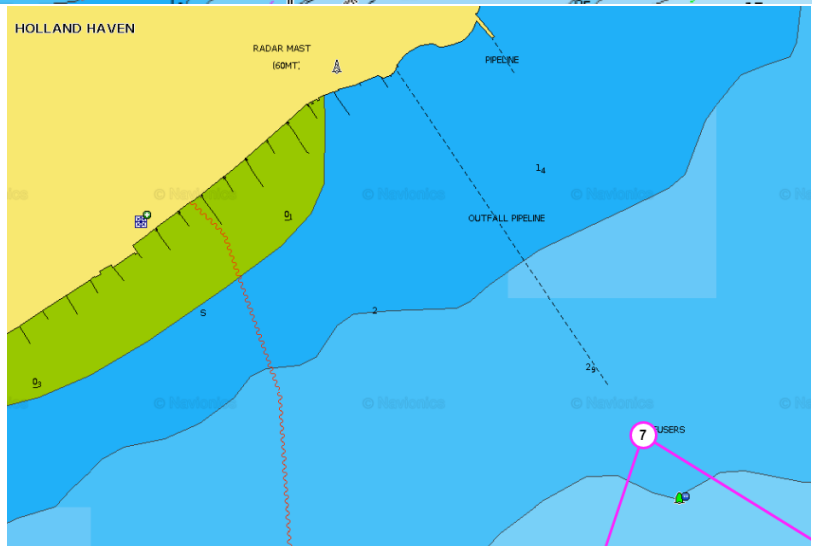 HOLLAND HAVEN
RADAR MAST
(60MT.
PIPELINE
1₄
© Navionics
© Navionics
© Navionics
0₁
OUTFALL PIPELINE
S
2
2₉
0₃
© Navionics
© Navionics
© Navionics
7
FUSERS